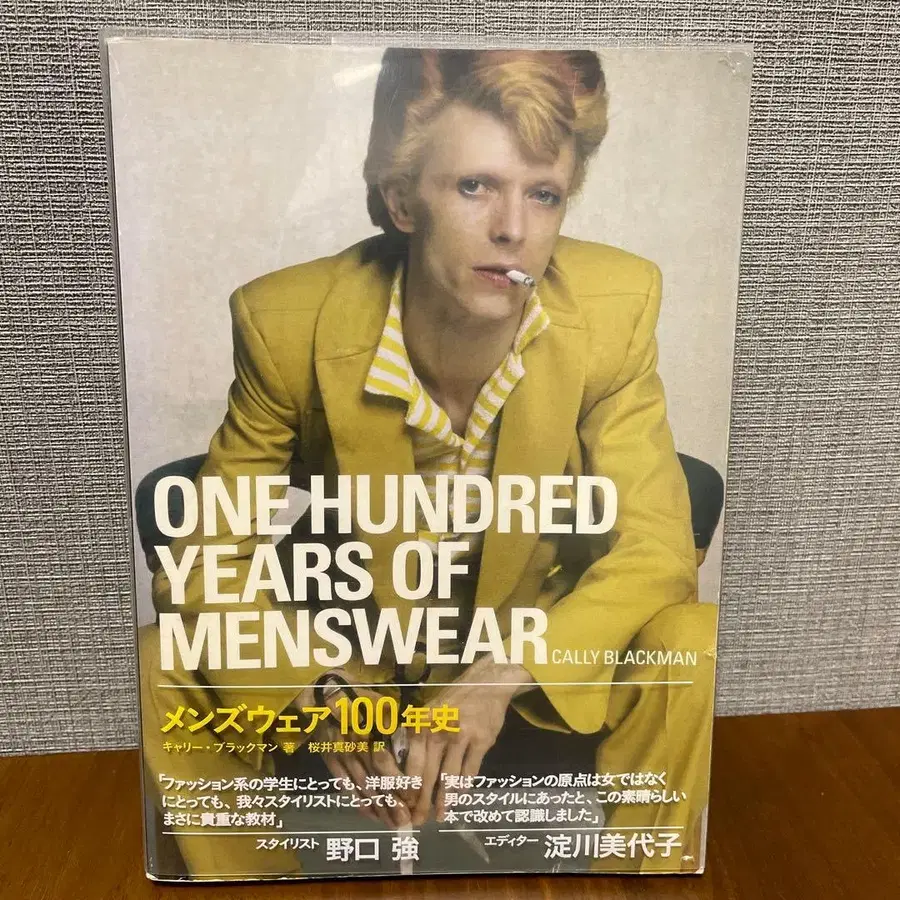 ONE HUNDRED
YEARS OF
MENSWEAR
CALLY BLACKMAN
メンズウェア100年史
キャリー・ブラックマン 著 桜井真砂美 訳
「ファッション系の学生にとっても、洋服好き
にとっても、我々スタイリストにとっても、
まさに貴重な教材」
スタイリスト 野口 強
「実はファッションの原点は女ではなく
男のスタイルにあったと、この素晴らしい
本で改めて認識しました」
エディター 淀川美代子